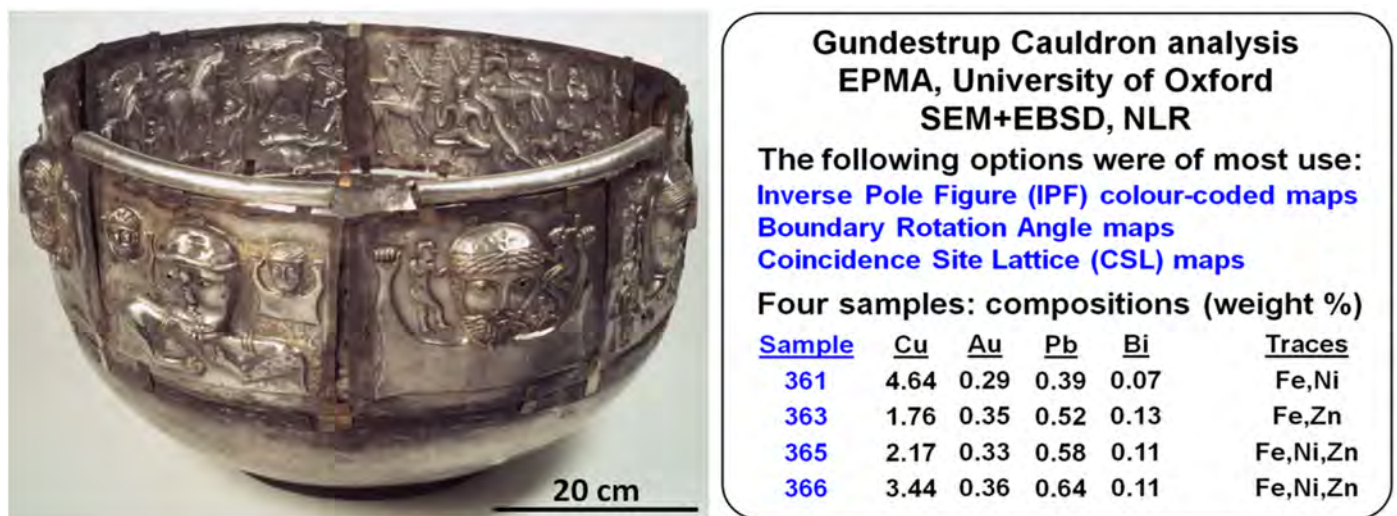 Gundestrup Cauldron analysis
EPMA, University of Oxford
SEM+EBSD, NLR
The following options were of most use:
Inverse Pole Figure (IPF) colour-coded maps
Boundary Rotation Angle maps
Coincidence Site Lattice (CSL) maps
Four samples: compositions (weight %)
Sample Cu Au Pb Bi Traces
361 4.64 0.29 0.39 0.07 Fe,Ni
363 1.76 0.35 0.52 0.13 Fe,Zn
365 2.17 0.33 0.58 0.11 Fe,Ni,Zn
366 3.44 0.36 0.64 0.11 Fe,Ni,Zn
20 cm